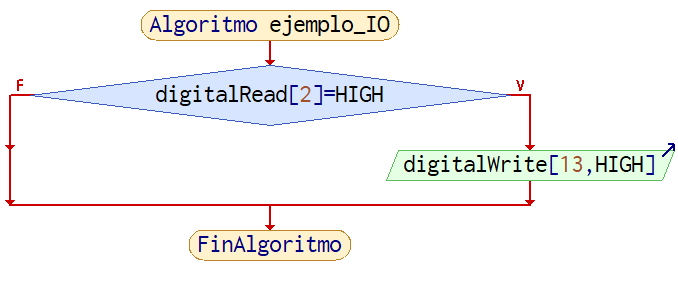 Algoritmo ejemplo_IO
F
V
digitalRead[2]=HIGH
digitalWrite[13,HIGH]
FinAlgoritmo